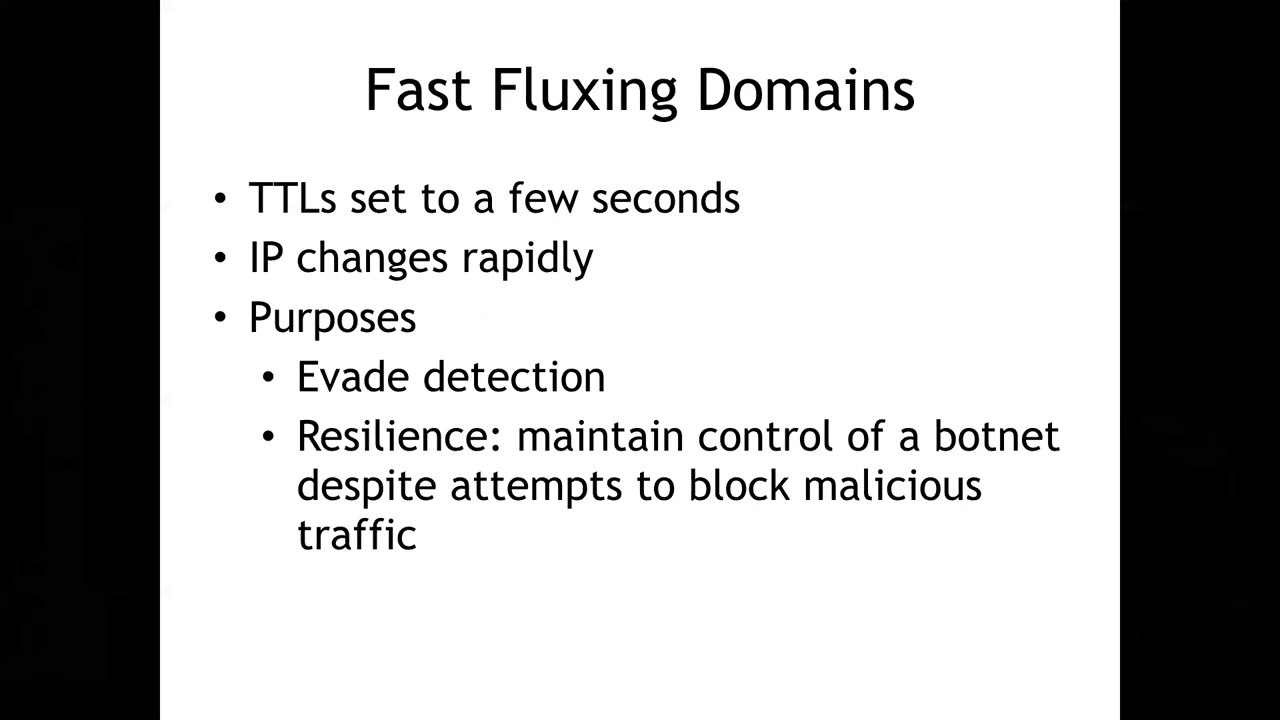 Fast Fluxing Domains
• TTLs set to a few seconds
• IP changes rapidly
• Purposes
• Evade detection
• Resilience: maintain control of a botnet
despite attempts to block malicious
traffic